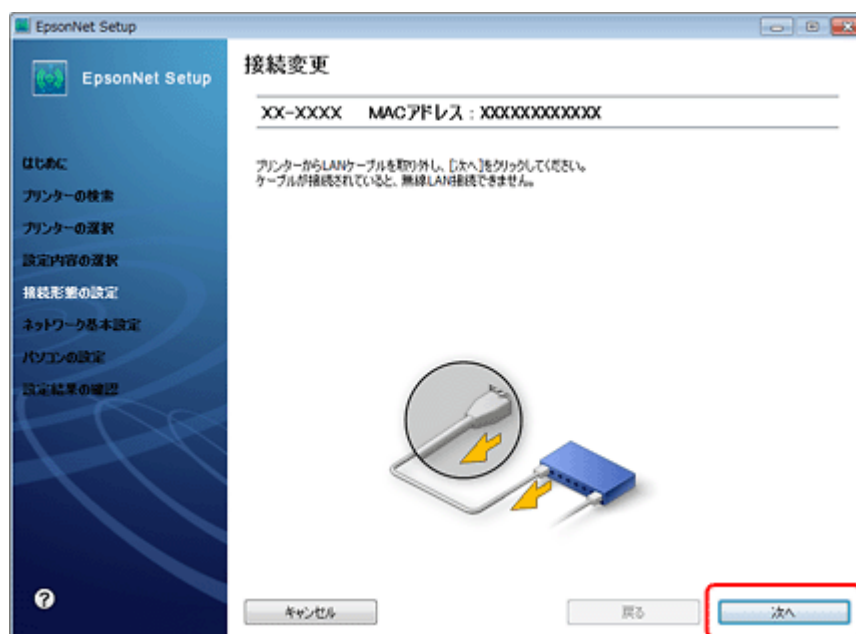 EpsonNet Setup
EpsonNet Setup
はじめに
プリンターの検索
プリンターの選択
設定内容の選択
接続形態の設定
ネットワーク基本設定
パソコンの設定
設定結果の確認
接続変更
XX-XXXX MACアドレス : XXXXXXXXXXXX
プリンターからLANケーブルを取り外し、[次へ]をクリックしてください。
ケーブルが接続されていると、無線LAN接続できません。
?
キャンセル
戻る
次へ